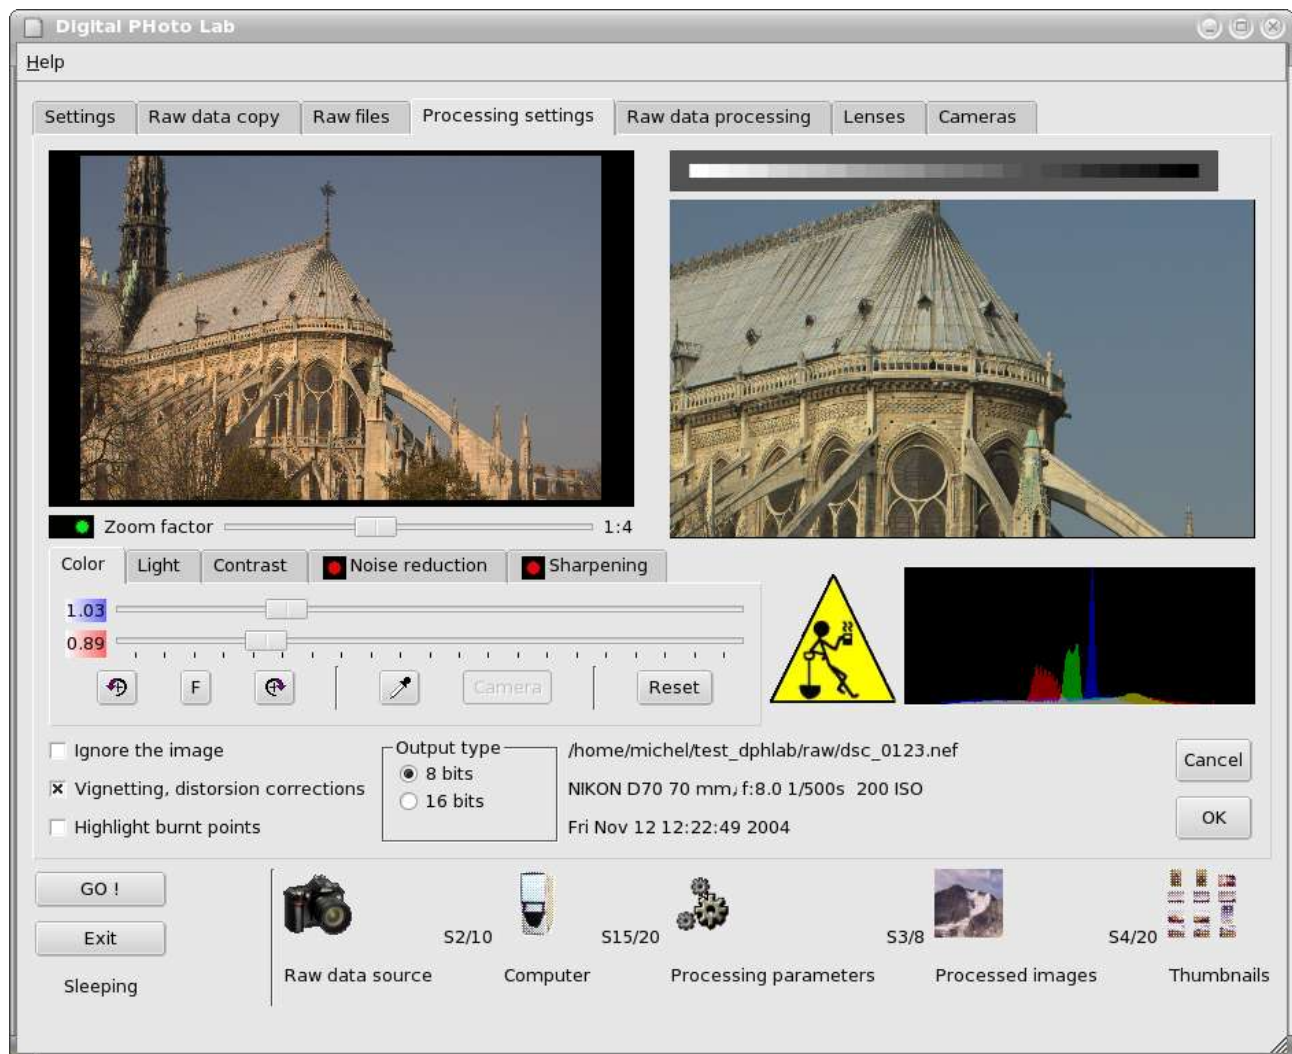 Digital PHoto Lab
Help
Settings Raw data copy Raw files Processing settings Raw data processing Lenses Cameras
Zoom factor 1:4
Color Light Contrast Noise reduction Sharpening
1.03
0.89
F Camera Reset
Ignore the image
Vignetting, distorsion corrections
Highlight burnt points
Output type
8 bits
16 bits
/home/michel/test_dphlab/raw/dsc_0123.nef
NIKON D70 70 mm, f:8.0 1/500s 200 ISO
Fri Nov 12 12:22:49 2004
Cancel
OK
GO !
Exit
Sleeping
S2/10 S15/20 S3/8 S4/20
Raw data source Computer Processing parameters Processed images Thumbnails